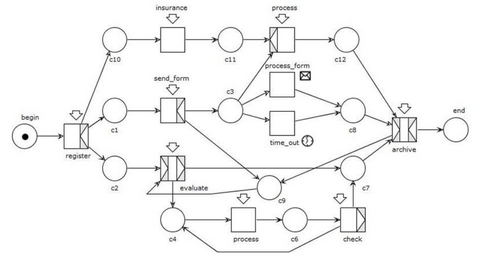 insurance
process
c10
c11
c12
send_form
process_form
c3
begin
end
c1
c8
register
time_out
archive
c2
evaluate
c7
c9
process
c4
c6
check